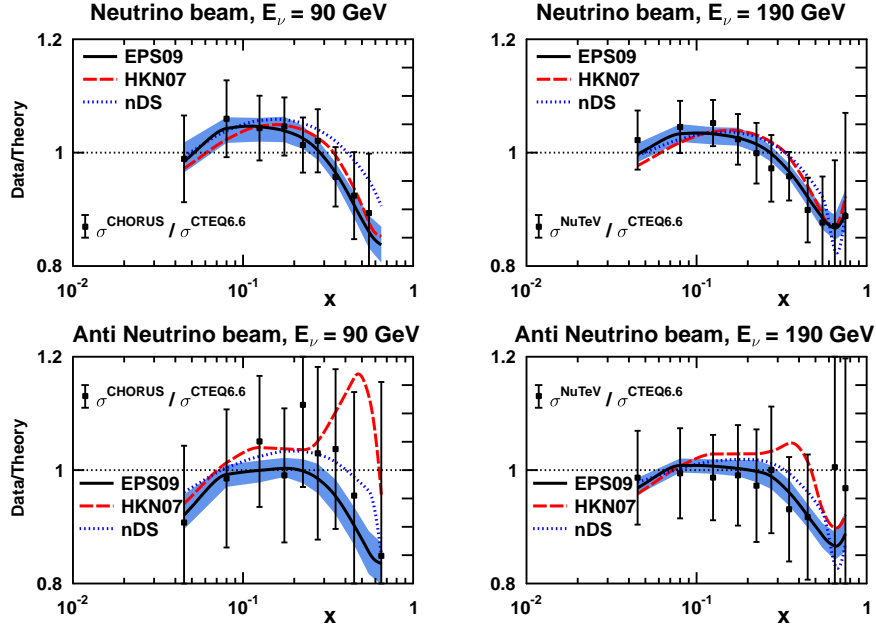 Neutrino beam, E_ν = 90 GeV
1.2
EPS09
HKN07
nDS
Data/Theory
1
σ^CHORUS / σ^CTEQ6.6
0.8
10^-2
10^-1
x
1
Neutrino beam, E_ν = 190 GeV
1.2
EPS09
HKN07
nDS
1
σ^NuTeV / σ^CTEQ6.6
0.8
10^-2
10^-1
x
1
Anti Neutrino beam, E_ν = 90 GeV
1.2
σ^CHORUS / σ^CTEQ6.6
Data/Theory
1
EPS09
HKN07
nDS
0.8
10^-2
10^-1
x
1
Anti Neutrino beam, E_ν = 190 GeV
1.2
σ^NuTeV / σ^CTEQ6.6
1
EPS09
HKN07
nDS
0.8
10^-2
10^-1
x
1